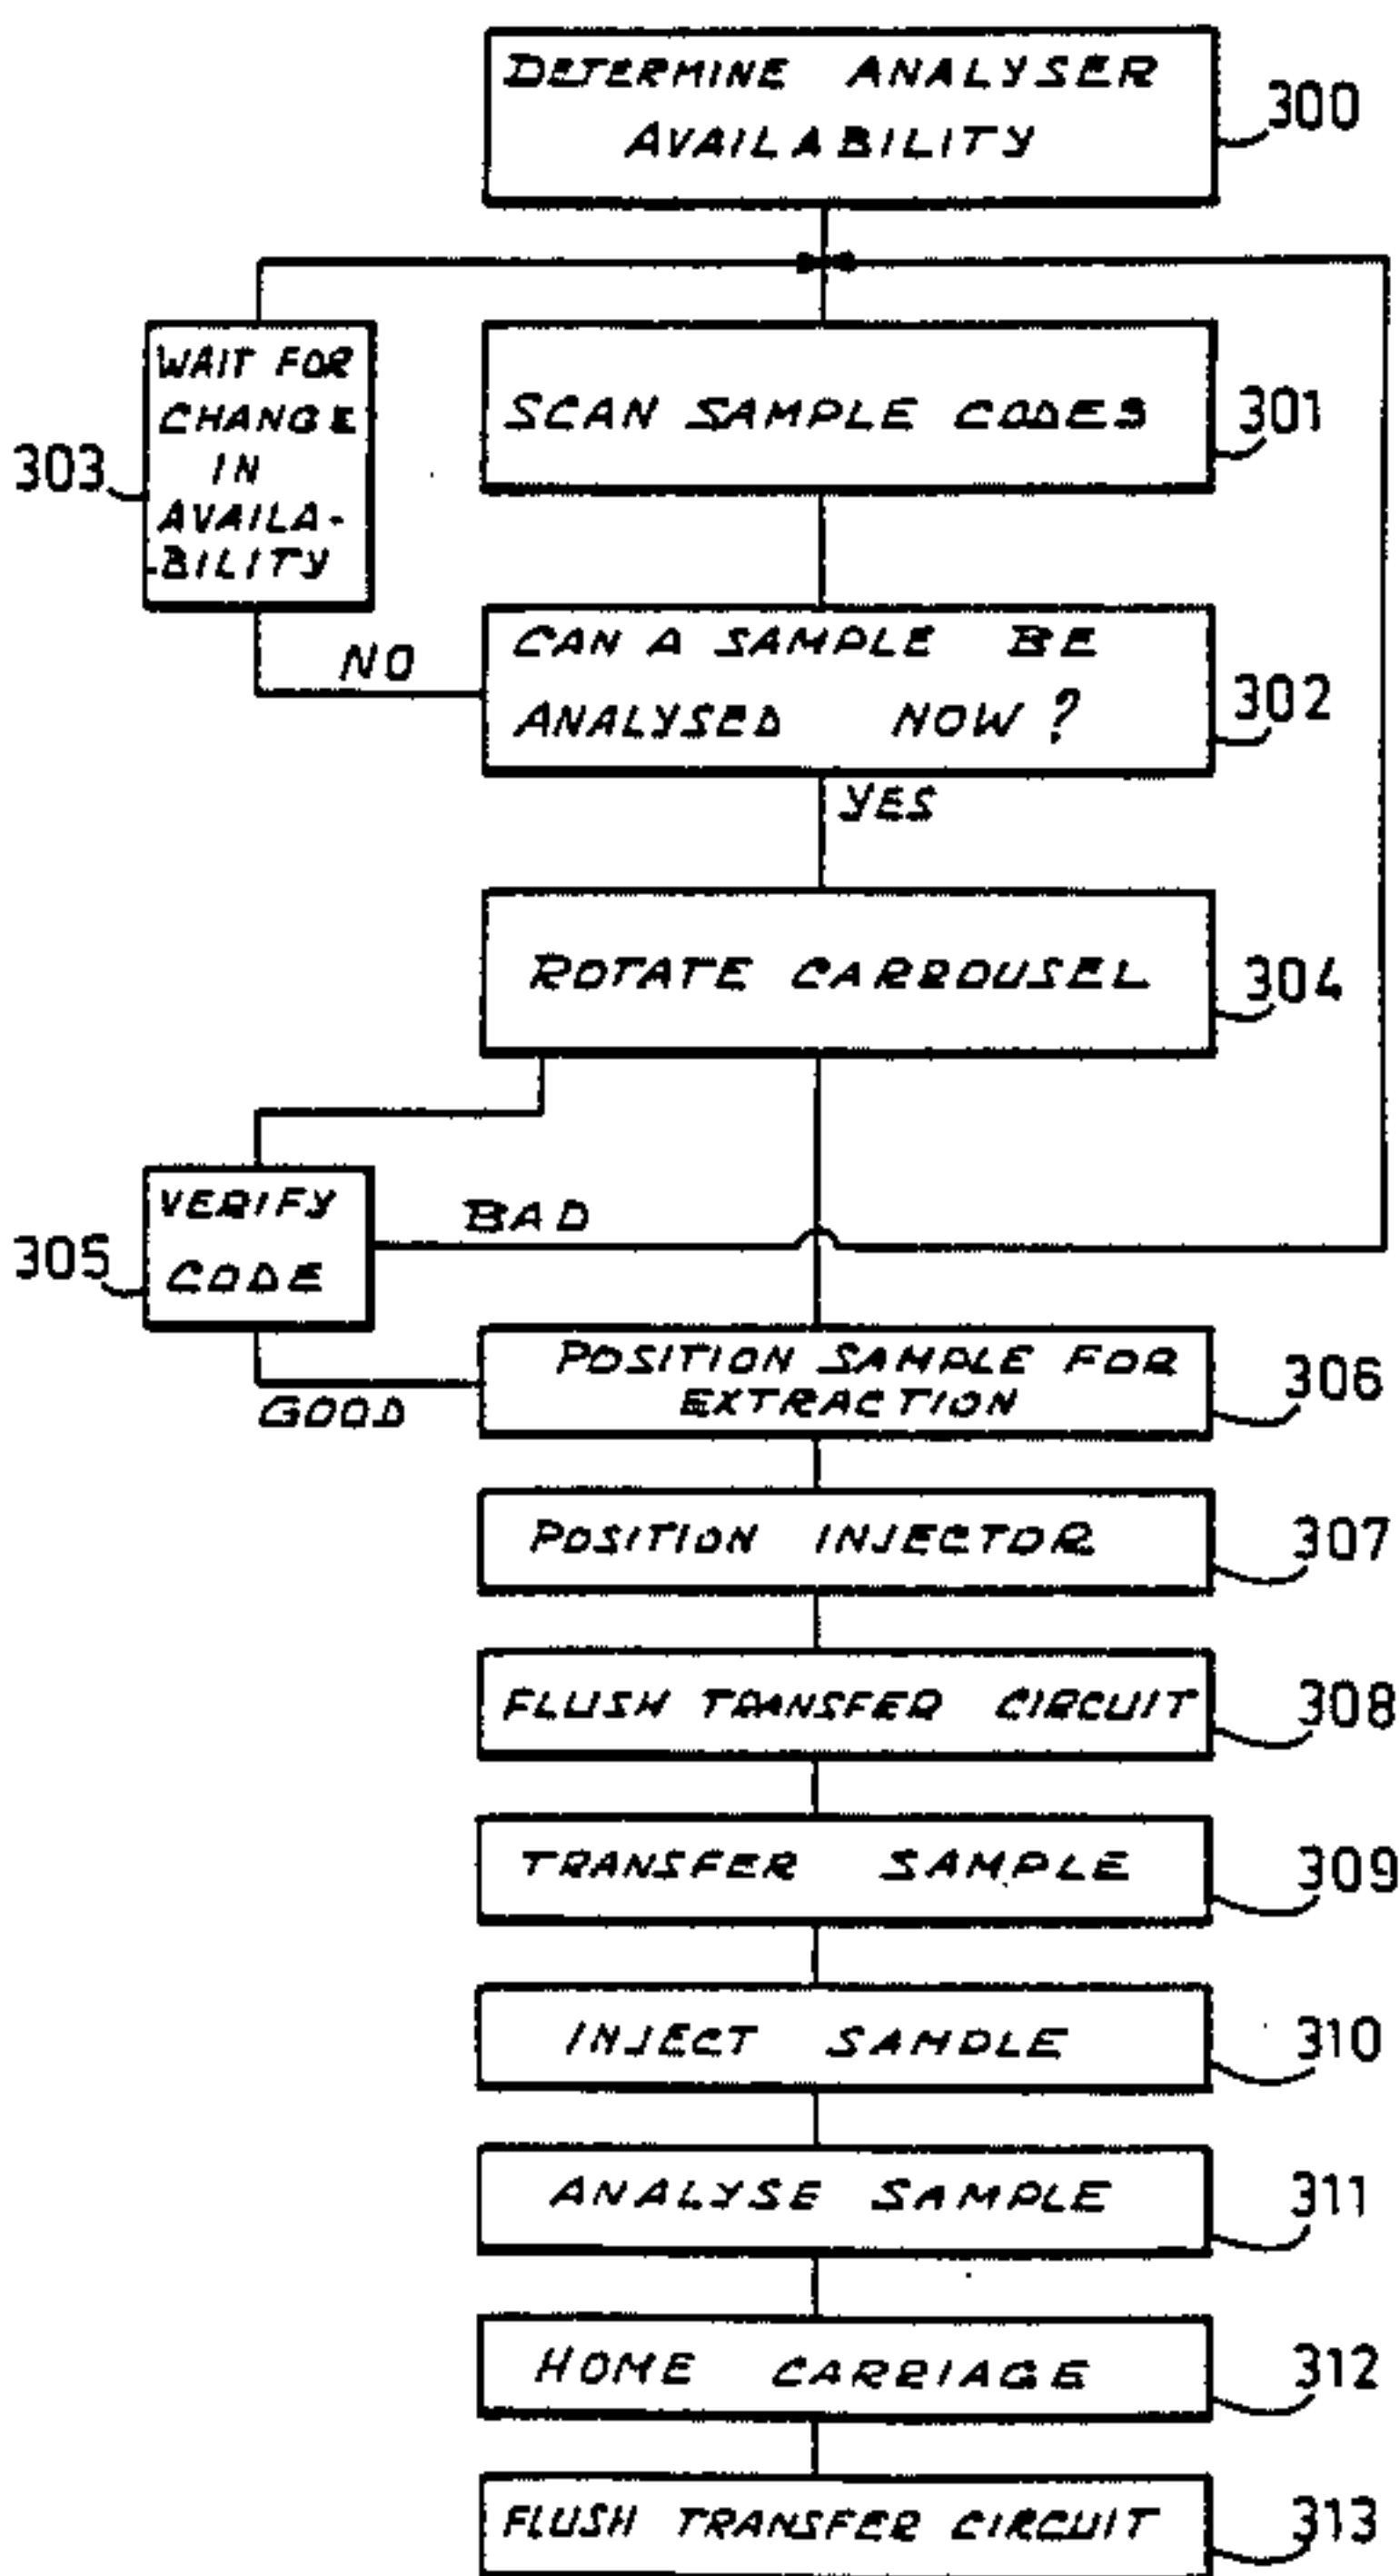 DETERMINE ANALYSER
AVAILABILITY
300
WAIT FOR
CHANGE
IN
AVAILA-
BILITY
303
SCAN SAMPLE CODES
301
CAN A SAMPLE BE
ANALYSED NOW?
302
NO
YES
ROTATE CARROUSEL
304
VERIFY
CODE
305
BAD
GOOD
POSITION SAMPLE FOR
EXTRACTION
306
POSITION INJECTOR
307
FLUSH TRANSFER CIRCUIT
308
TRANSFER SAMPLE
309
INJECT SAMPLE
310
ANALYSE SAMPLE
311
HOME CARRIAGE
312
FLUSH TRANSFER CIRCUIT
313